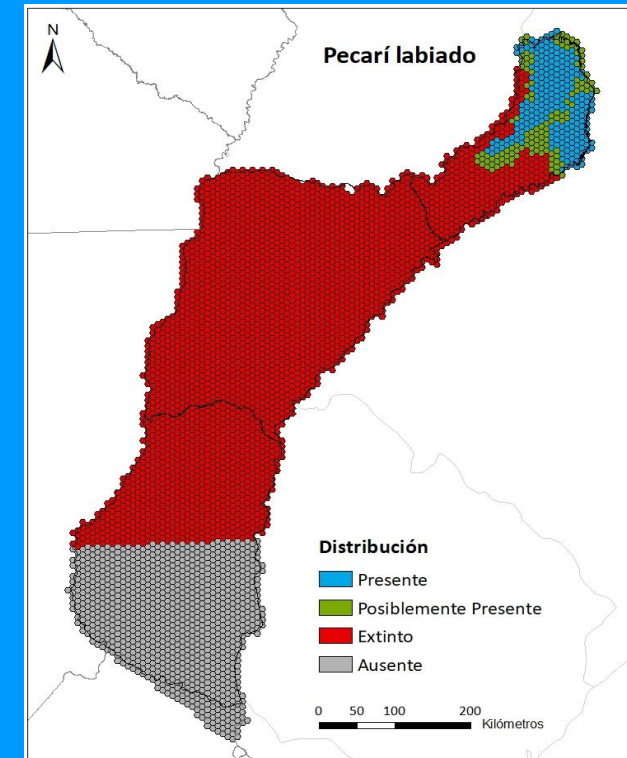 N
Pecarí labiado
Distribución
Presente
Posiblemente Presente
Extinto
Ausente
0 50 100 200 Kilómetros